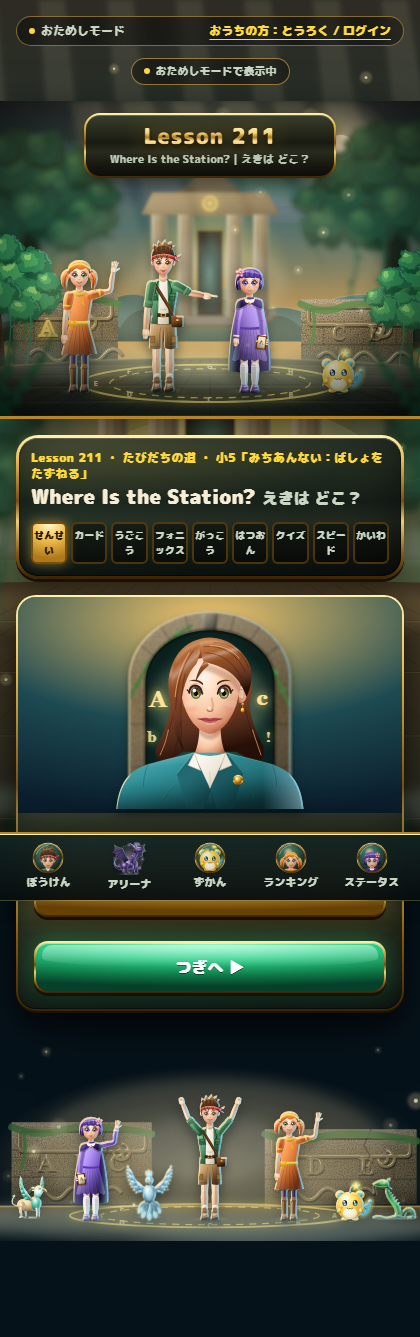 おためしモード
おうちの方：とうろく / ログイン
おためしモードで表示中
Lesson 211
Where Is the Station? | えきは どこ？
A
Lesson 211 ・ たびだちの道 ・ 小5「みちあんない：ばしょを
たずねる」
Where Is the Station? えきは どこ？
せんせ
い
カード
うごこ
う
フォニ
ックス
がっこ
う
はつお
ん
クイズ
スピー
ド
かいわ
A
c
b
!
ぼうけん
アリーナ
ずかん
ランキング
ステータス
つぎへ ▶
A
D
E